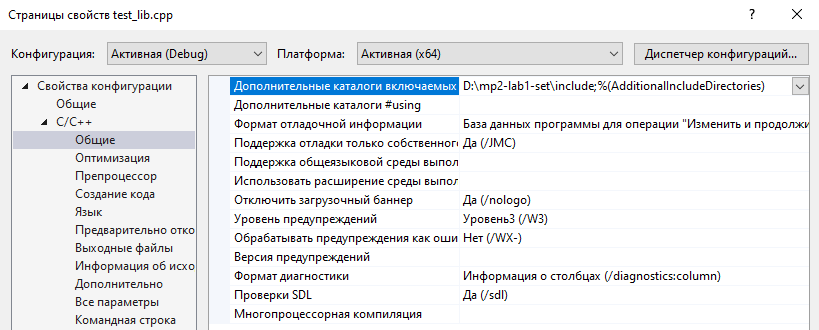 Страницы свойств test_lib.cpp
? ×
Конфигурация: Активная (Debug) Платформа: Активная (x64) Диспетчер конфигураций...
Свойства конфигурации
Общие
C/C++
Общие
Оптимизация
Препроцессор
Создание кода
Язык
Предварительно отко
Выходные файлы
Информация об исхо
Дополнительно
Все параметры
Командная строка
Дополнительные каталоги включаемых D:\mp2-lab1-set\include;%(AdditionalIncludeDirectories)
Дополнительные каталоги #using
Формат отладочной информации База данных программы для операции "Изменить и продолжи
Поддержка отладки только собственного Да (/JMC)
Поддержка общеязыковой среды выпол
Использовать расширение среды выпол
Отключить загрузочный баннер Да (/nologo)
Уровень предупреждений Уровень3 (/W3)
Обрабатывать предупреждения как оши Нет (/WX-)
Версия предупреждений
Формат диагностики Информация о столбцах (/diagnostics:column)
Проверки SDL Да (/sdl)
Многопроцессорная компиляция